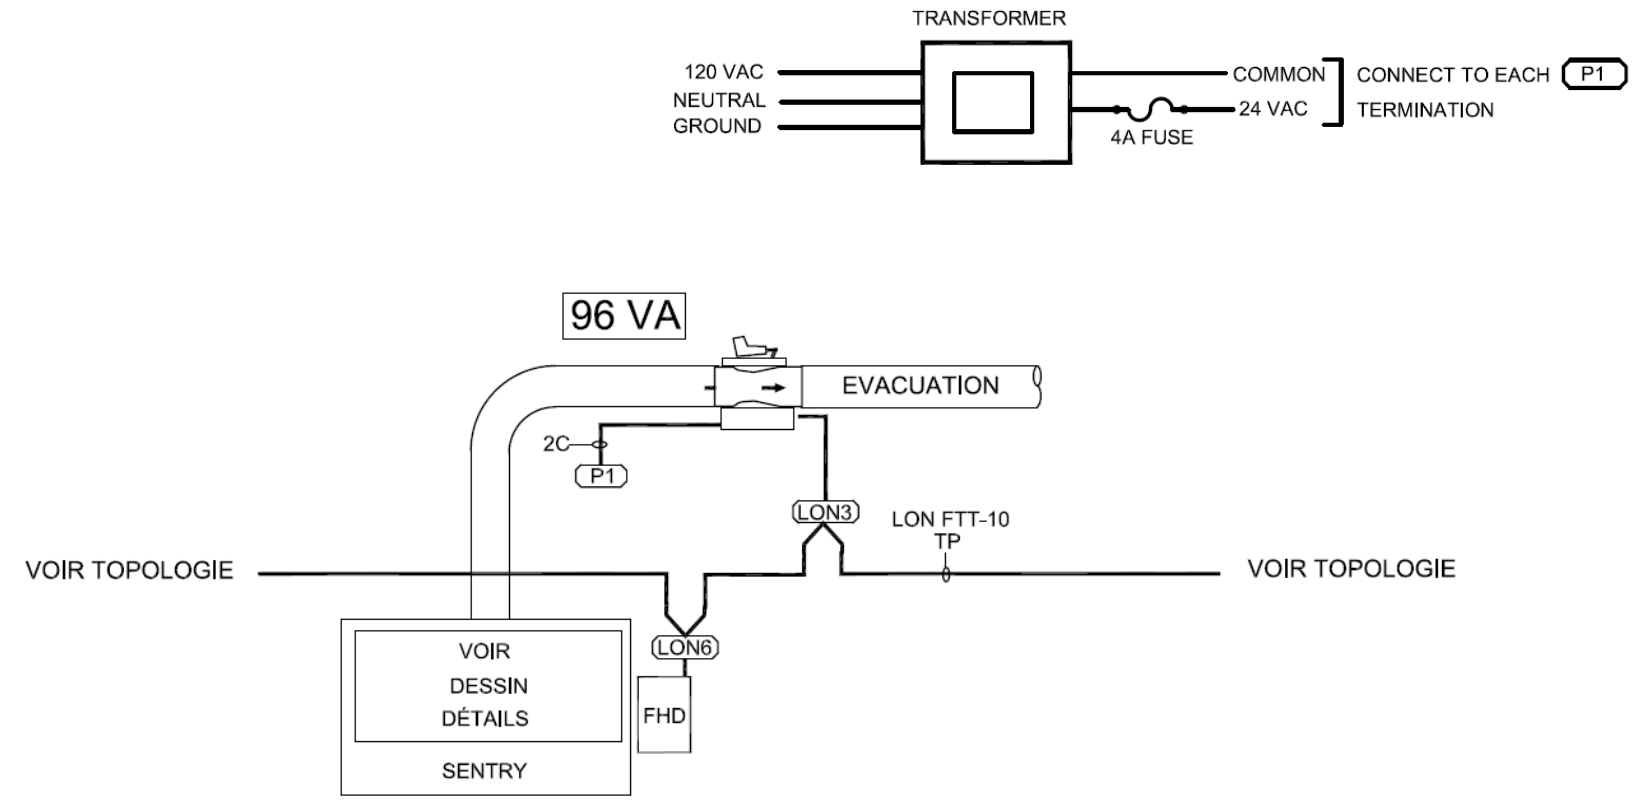 TRANSFORMER
120 VAC
NEUTRAL
GROUND
COMMON
24 VAC
4A FUSE
CONNECT TO EACH P1
TERMINATION
96 VA
EVACUATION
2C
P1
LON3
LON FTT-10
TP
VOIR TOPOLOGIE
VOIR TOPOLOGIE
LON6
FHD
VOIR
DESSIN
DÉTAILS
SENTRY